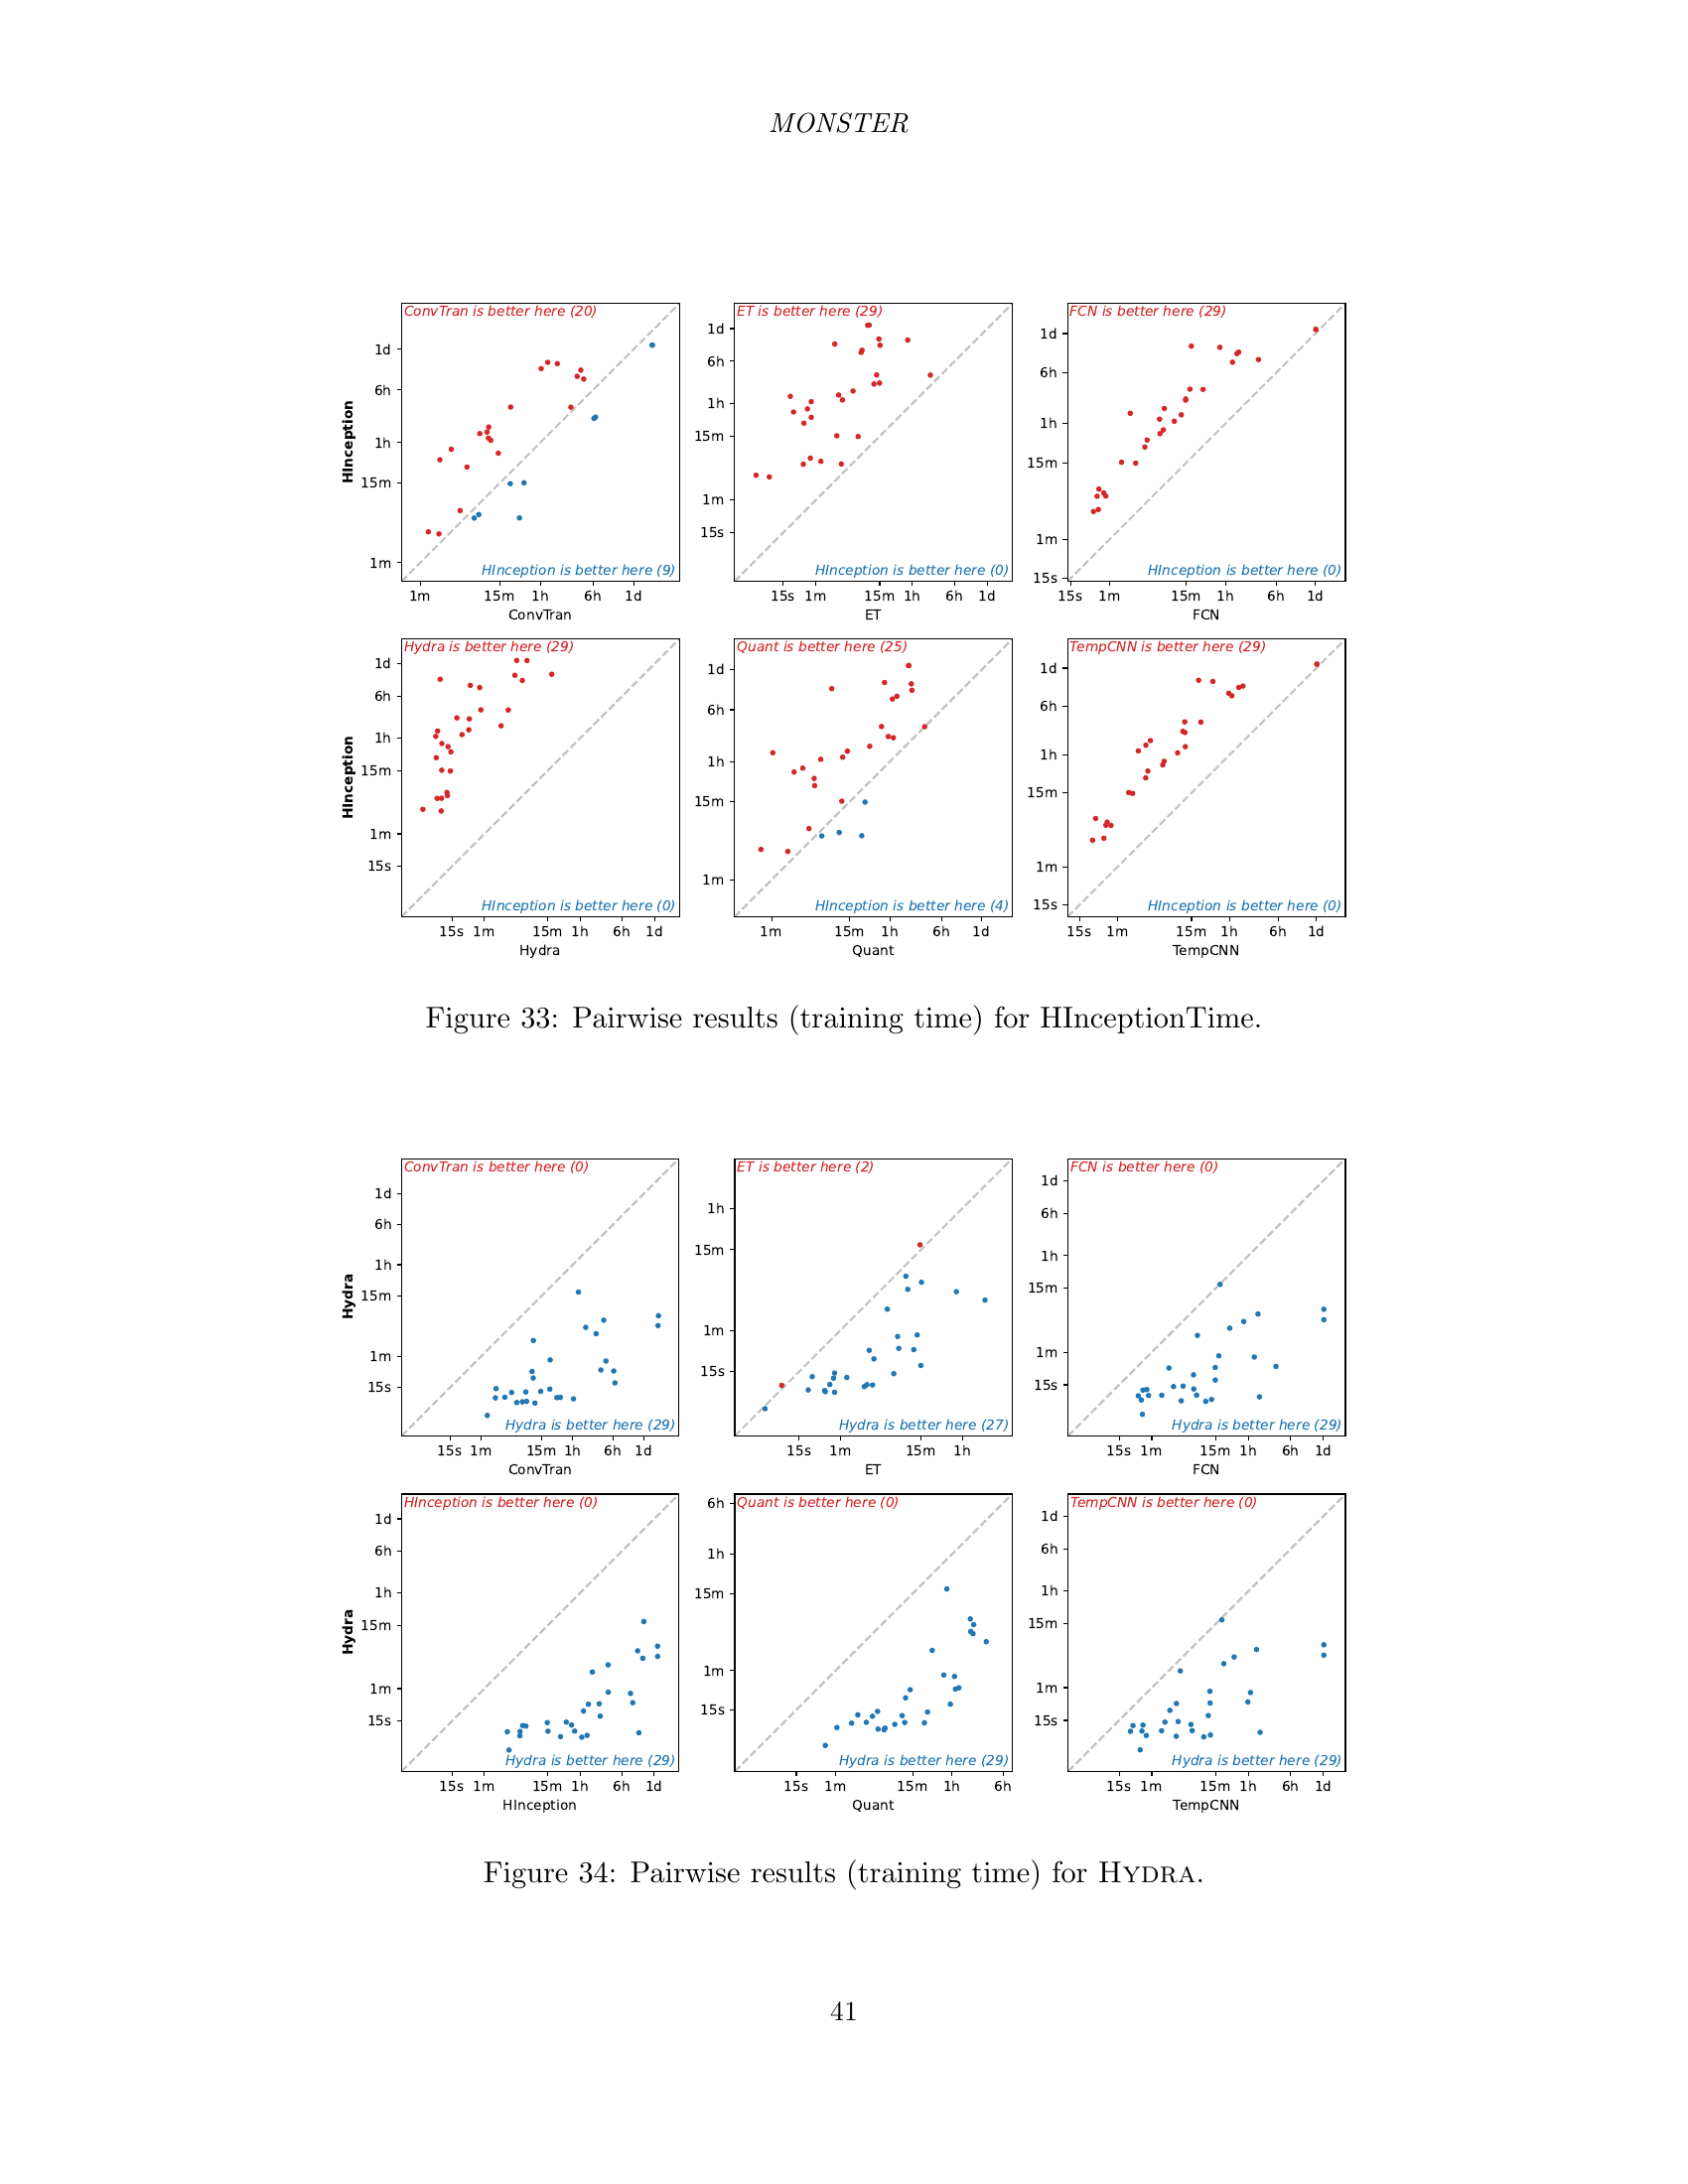 MONSTER
ConvTran is better here (20)
1d
6h
1h
15m
1m
HInception
HInception is better here (9)
1m 15m 1h 6h 1d
ConvTran
ET is better here (29)
1d
6h
1h
15m
1m
15s
HInception is better here (0)
15s 1m 15m 1h 6h 1d
ET
FCN is better here (29)
1d
6h
1h
15m
1m
15s
HInception is better here (0)
15s 1m 15m 1h 6h 1d
FCN
Hydra is better here (29)
1d
6h
1h
15m
1m
15s
HInception
HInception is better here (0)
15s 1m 15m 1h 6h 1d
Hydra
Quant is better here (25)
1d
6h
1h
15m
1m
HInception is better here (4)
1m 15m 1h 6h 1d
Quant
TempCNN is better here (29)
1d
6h
1h
15m
1m
15s
HInception is better here (0)
15s 1m 15m 1h 6h 1d
TempCNN
Figure 33: Pairwise results (training time) for HInceptionTime.
ConvTran is better here (0)
1d
6h
1h
15m
1m
15s
Hydra
Hydra is better here (29)
15s 1m 15m 1h 6h 1d
ConvTran
ET is better here (2)
1h
15m
1m
15s
Hydra is better here (27)
15s 1m 15m 1h
ET
FCN is better here (0)
1d
6h
1h
15m
1m
15s
Hydra is better here (29)
15s 1m 15m 1h 6h 1d
FCN
HInception is better here (0)
1d
6h
1h
15m
1m
15s
Hydra
Hydra is better here (29)
15s 1m 15m 1h 6h 1d
HInception
Quant is better here (0)
6h
1h
15m
1m
15s
Hydra is better here (29)
15s 1m 15m 1h 6h
Quant
TempCNN is better here (0)
1d
6h
1h
15m
1m
15s
Hydra is better here (29)
15s 1m 15m 1h 6h 1d
TempCNN
Figure 34: Pairwise results (training time) for HYDRA.
41